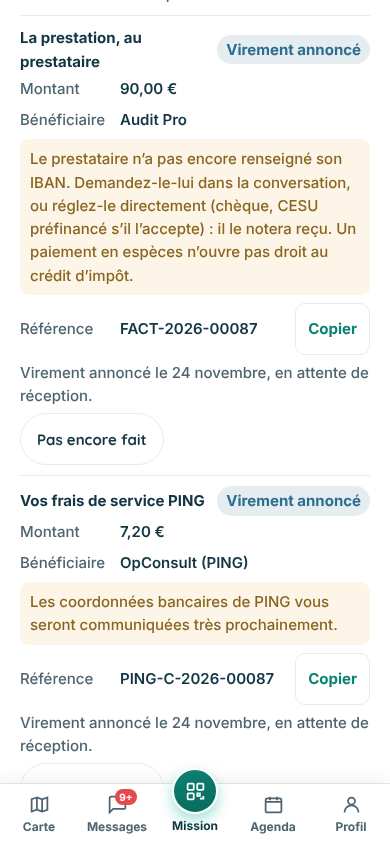 La prestation, au
prestataire
Virement annoncé
Montant 90,00 €
Bénéficiaire Audit Pro
Le prestataire n’a pas encore renseigné son
IBAN. Demandez-le-lui dans la conversation,
ou réglez-le directement (chèque, CESU
préfinancé s’il l’accepte) : il le notera reçu. Un
paiement en espèces n’ouvre pas droit au
crédit d’impôt.
Référence FACT-2026-00087 Copier
Virement annoncé le 24 novembre, en attente de
réception.
Pas encore fait
Vos frais de service PING Virement annoncé
Montant 7,20 €
Bénéficiaire OpConsult (PING)
Les coordonnées bancaires de PING vous
seront communiquées très prochainement.
Référence PING-C-2026-00087 Copier
Virement annoncé le 24 novembre, en attente de
réception.
9+
Carte Messages Mission Agenda Profil